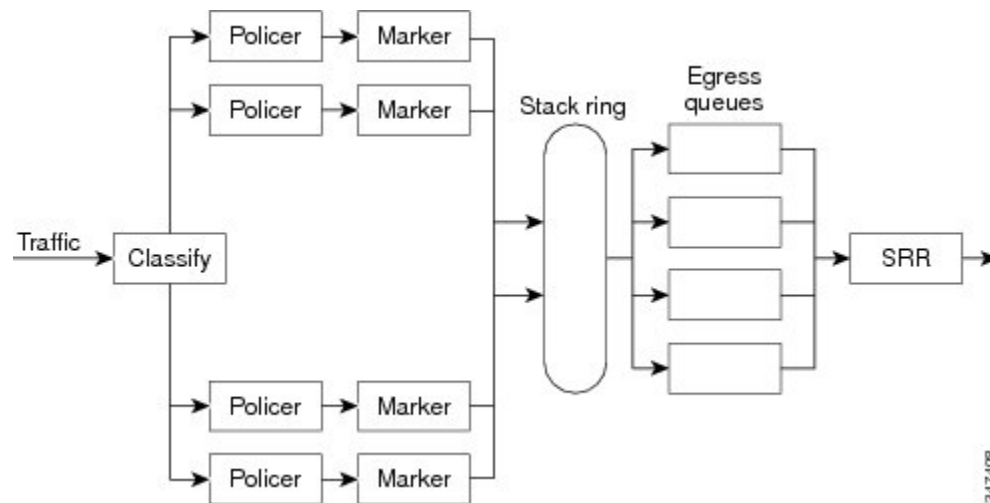 Policer
Marker
Policer
Marker
Stack ring
Egress
queues
Traffic
Classify
SRR
Policer
Marker
Policer
Marker